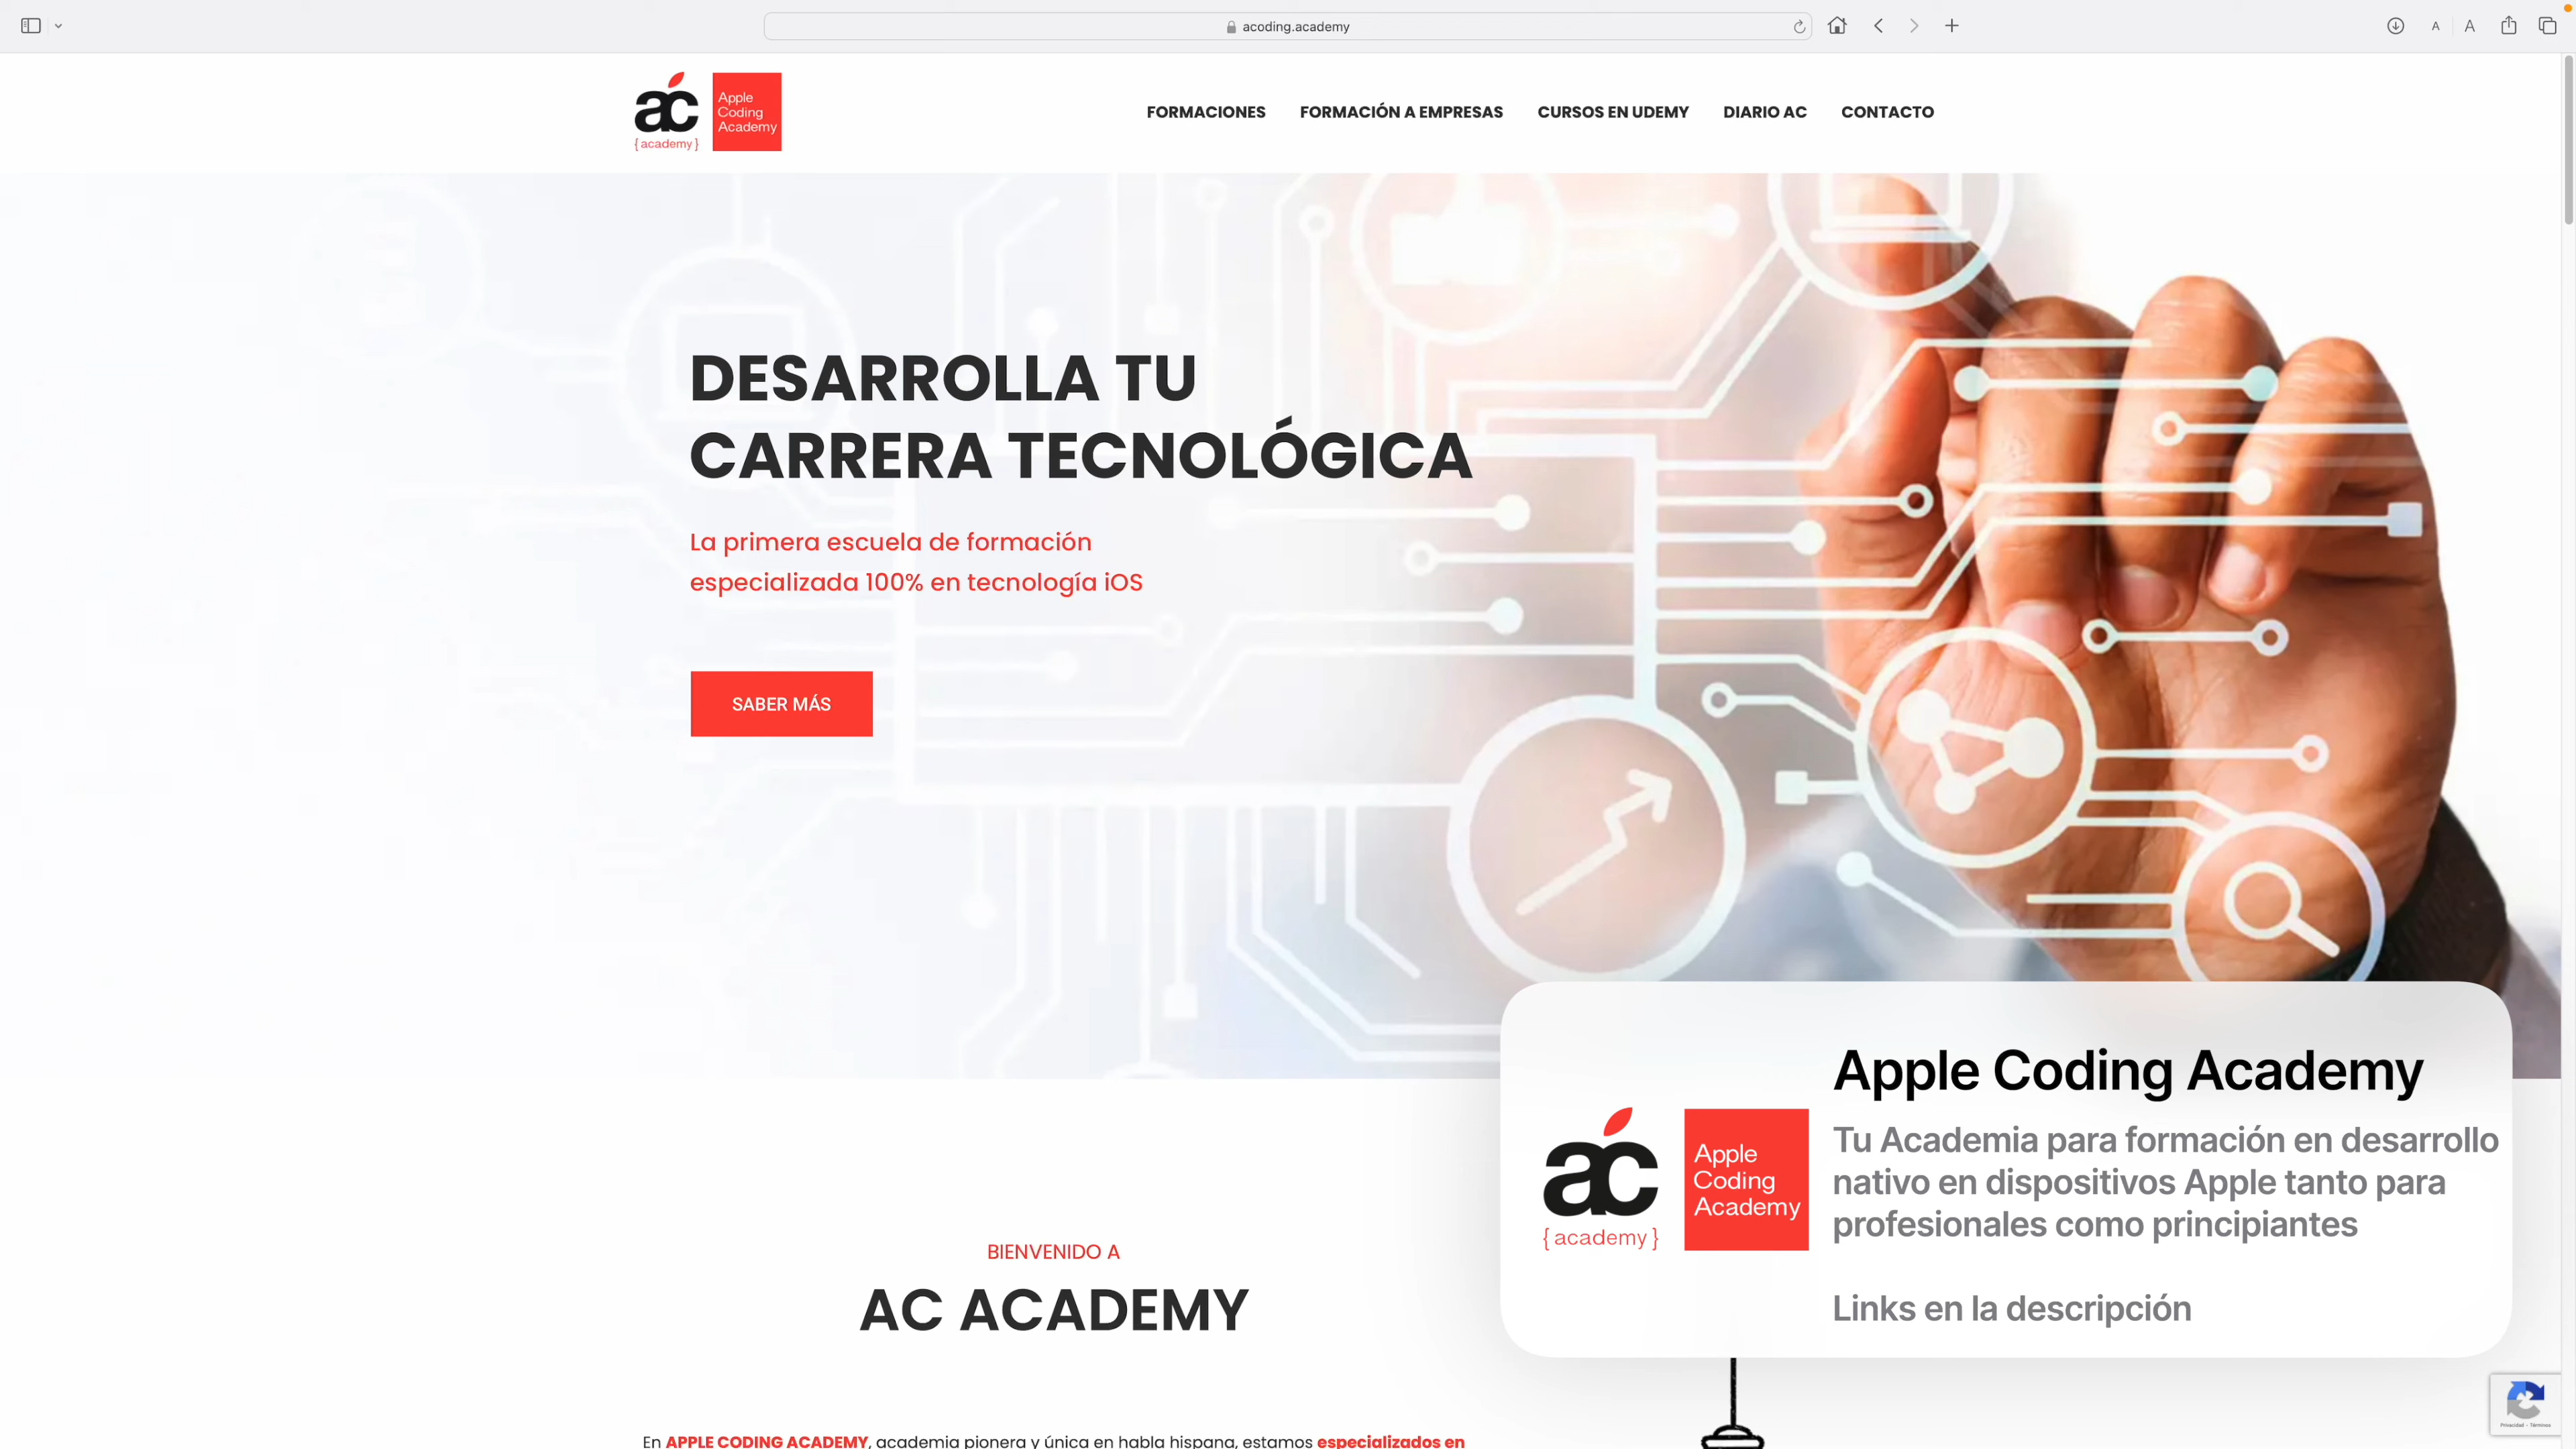 acoding.academy
A A
ac
{ academy }
Apple
Coding
Academy
FORMACIONES FORMACIÓN A EMPRESAS CURSOS EN UDEMY DIARIO AC CONTACTO
DESARROLLA TU
CARRERA TECNOLÓGICA
La primera escuela de formación
especializada 100% en tecnología iOS
SABER MÁS
BIENVENIDO A
AC ACADEMY
En APPLE CODING ACADEMY, academia pionera y única en habla hispana, estamos especializados en
Apple Coding Academy
ac
{ academy }
Apple
Coding
Academy
Tu Academia para formación en desarrollo
nativo en dispositivos Apple tanto para
profesionales como principiantes
Links en la descripción
Privacidad - Términos